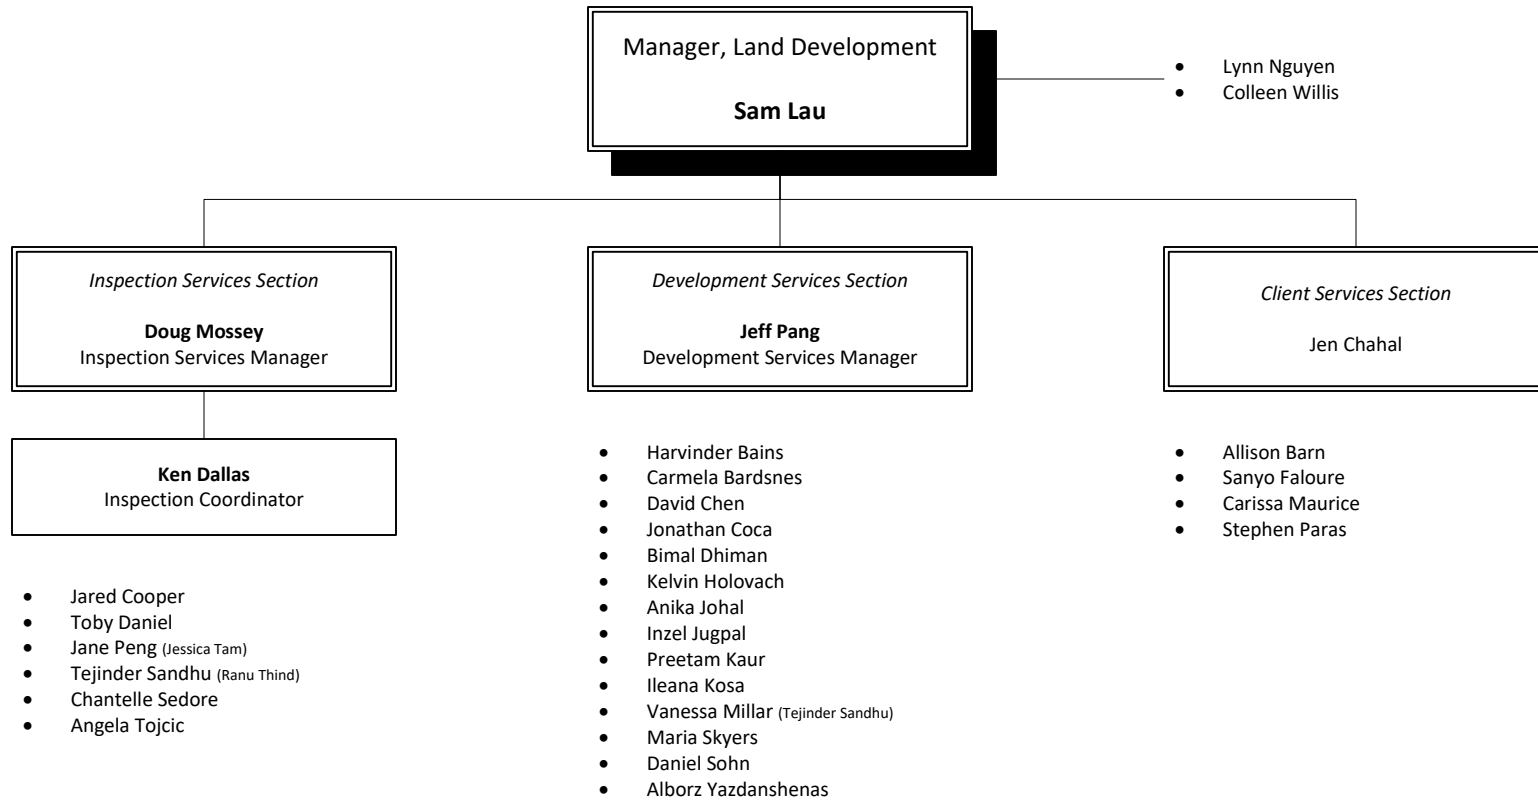 Manager, Land Development
Sam Lau
Lynn Nguyen
Colleen Willis
Inspection Services Section
Doug Mossey
Inspection Services Manager
Ken Dallas
Inspection Coordinator
Jared Cooper
Toby Daniel
Jane Peng (Jessica Tam)
Tejinder Sandhu (Ranu Thind)
Chantelle Sedore
Angela Tojcic
Development Services Section
Jeff Pang
Development Services Manager
Harvinder Bains
Carmela Bardsnes
David Chen
Jonathan Coca
Bimal Dhiman
Kelvin Holovach
Anika Johal
Inzel Jugpal
Preetam Kaur
Ileana Kosa
Vanessa Millar (Tejinder Sandhu)
Maria Skyers
Daniel Sohn
Alborz Yazdanshenas
Client Services Section
Jen Chahal
Allison Barn
Sanyo Faloure
Carissa Maurice
Stephen Paras